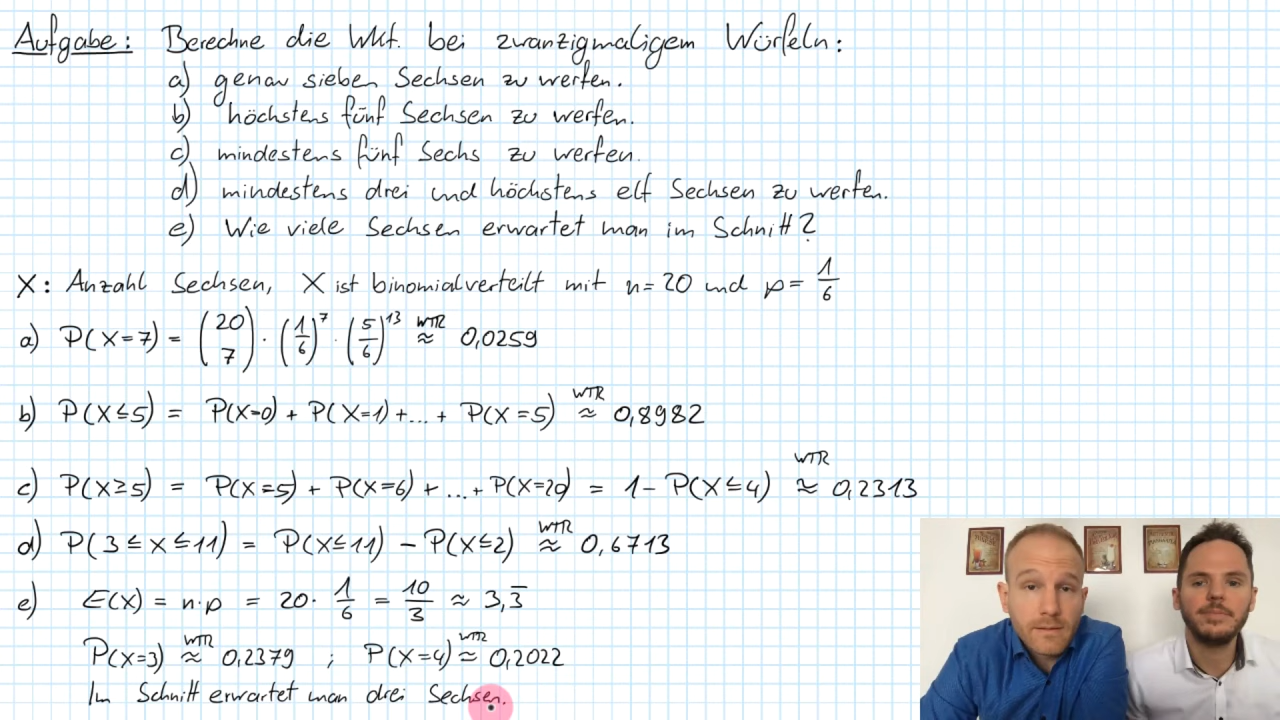 Aufgabe: Berechne die Wkt. bei zwanzigmaligem Würfeln:
a) genau sieben Sechsen zu werfen.
b) höchstens fünf Sechsen zu werfen.
c) mindestens fünf Sechs zu werfen.
d) mindestens drei und höchstens elf Sechsen zu werfen.
e) Wie viele Sechsen erwartet man im Schnitt?
X: Anzahl Sechsen, X ist binomialverteilt mit n=20 und p=1/6
a) P(X=7) = (20 7) · (1/6)^7 · (5/6)^13 WTR ≈ 0,0259
b) P(X≤5) = P(X=0) + P(X=1) + ... + P(X=5) WTR ≈ 0,8982
c) P(X≥5) = P(X=5) + P(X=6) + ... + P(X=20) = 1 - P(X≤4) WTR ≈ 0,2313
d) P(3≤X≤11) = P(X≤11) - P(X≤2) WTR ≈ 0,6713
e) E(X) = n·p = 20 · 1/6 = 10/3 ≈ 3,3̅
P(X=3) WTR ≈ 0,2379 ; P(X=4) WTR ≈ 0,2022
Im Schnitt erwartet man drei Sechsen.